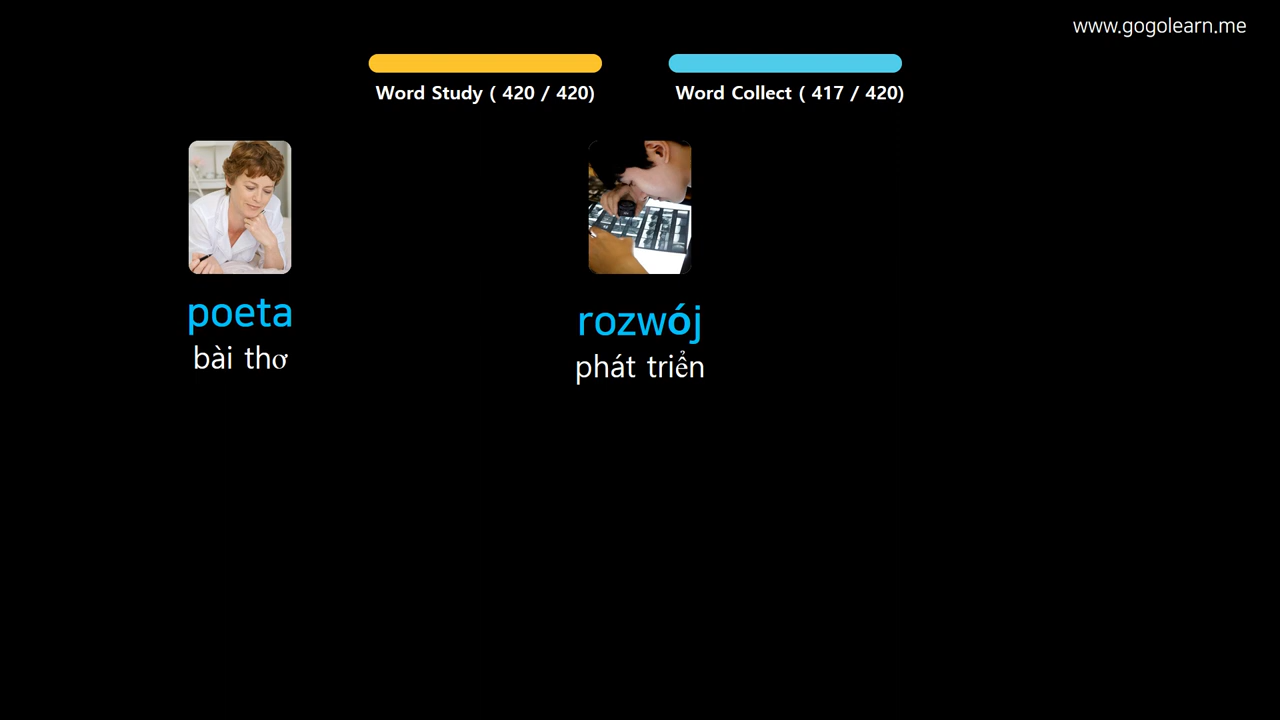 www.gogolearn.me
Word Study ( 420 / 420)
Word Collect ( 417 / 420)
poeta
bài thơ
rozwój
phát triển